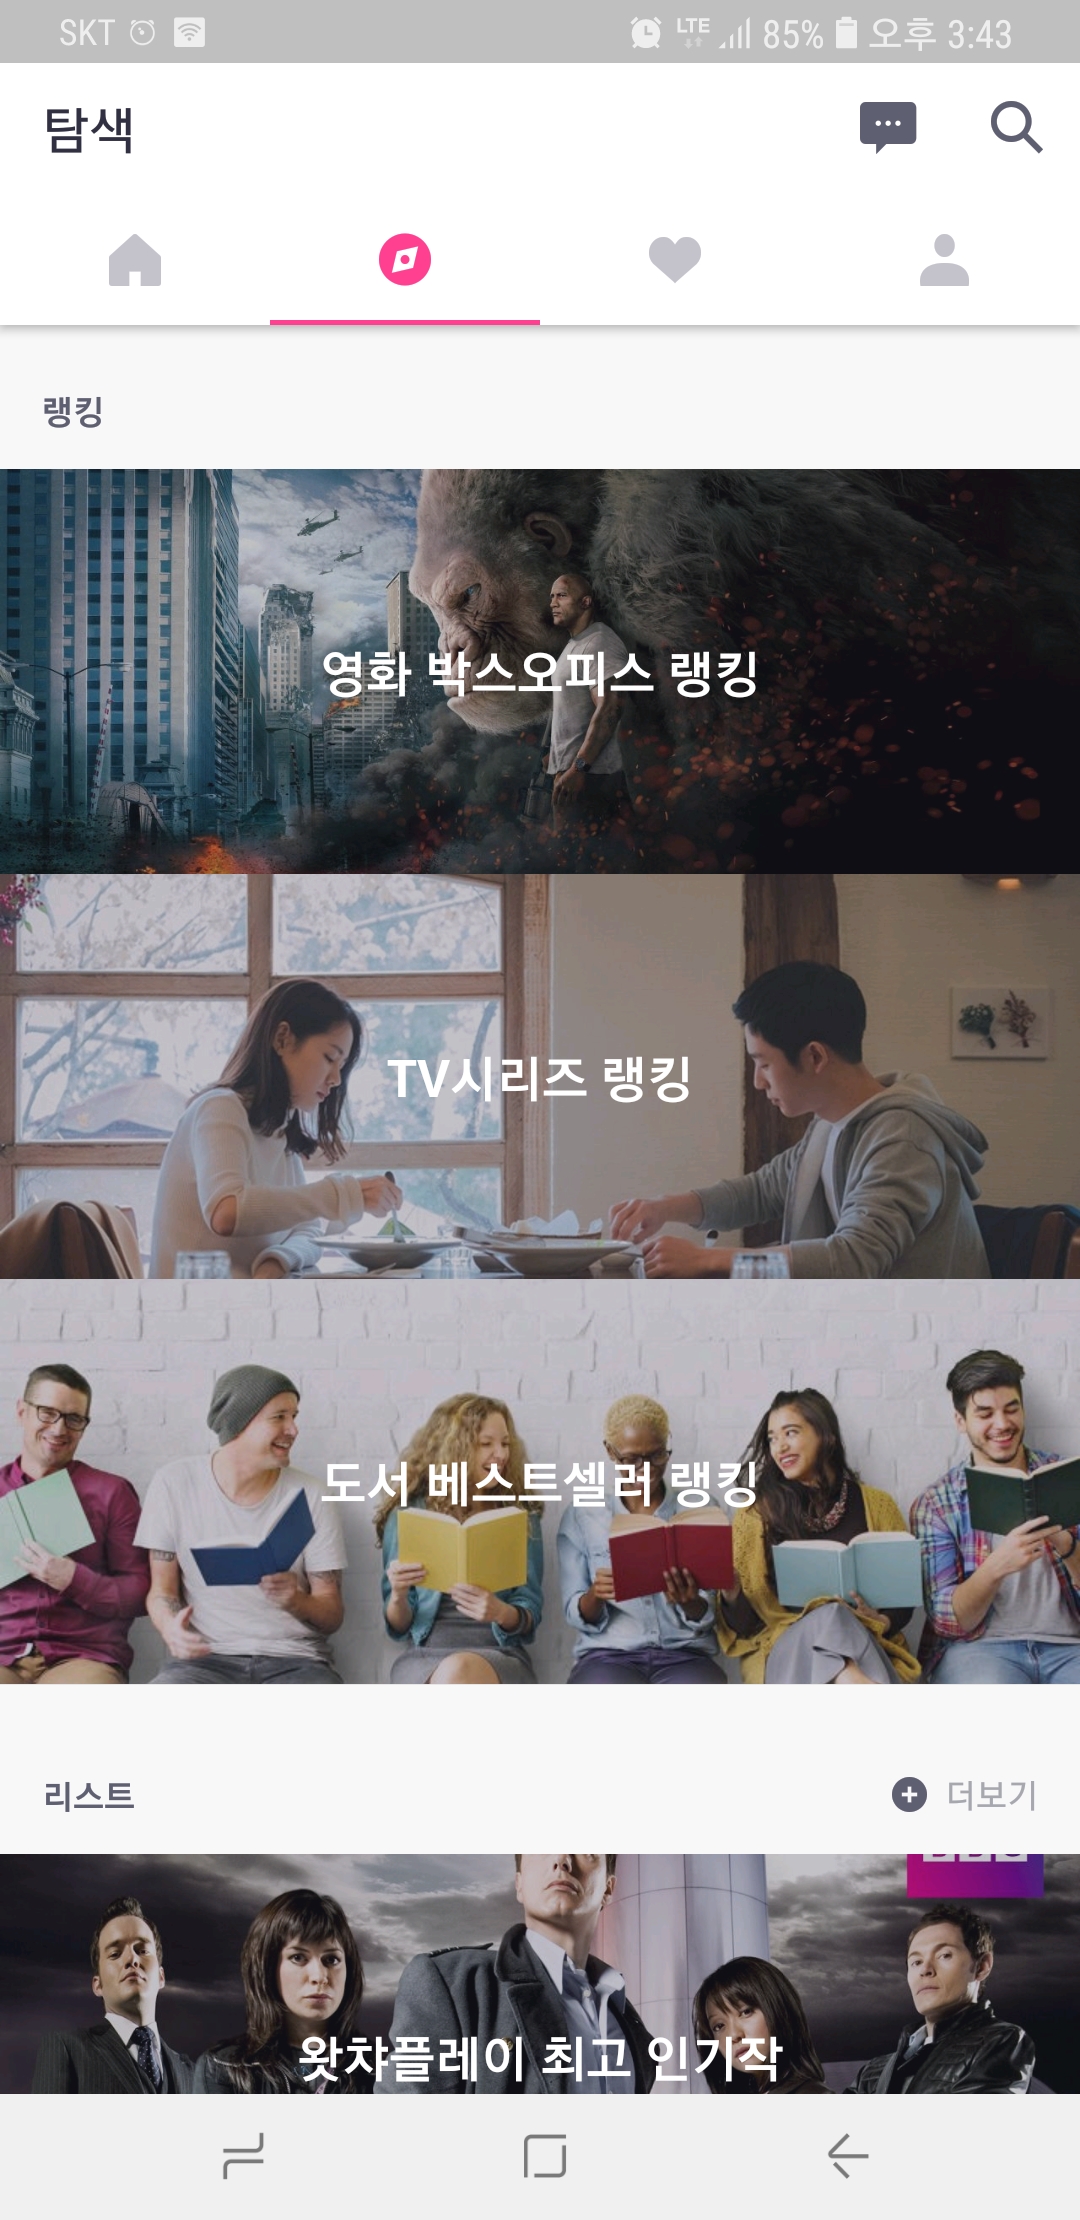 SKT LTE 85% 오후 3:43
탐색
랭킹
영화 박스오피스 랭킹
TV시리즈 랭킹
도서 베스트셀러 랭킹
리스트 더보기
왓챠플레이 최고 인기작